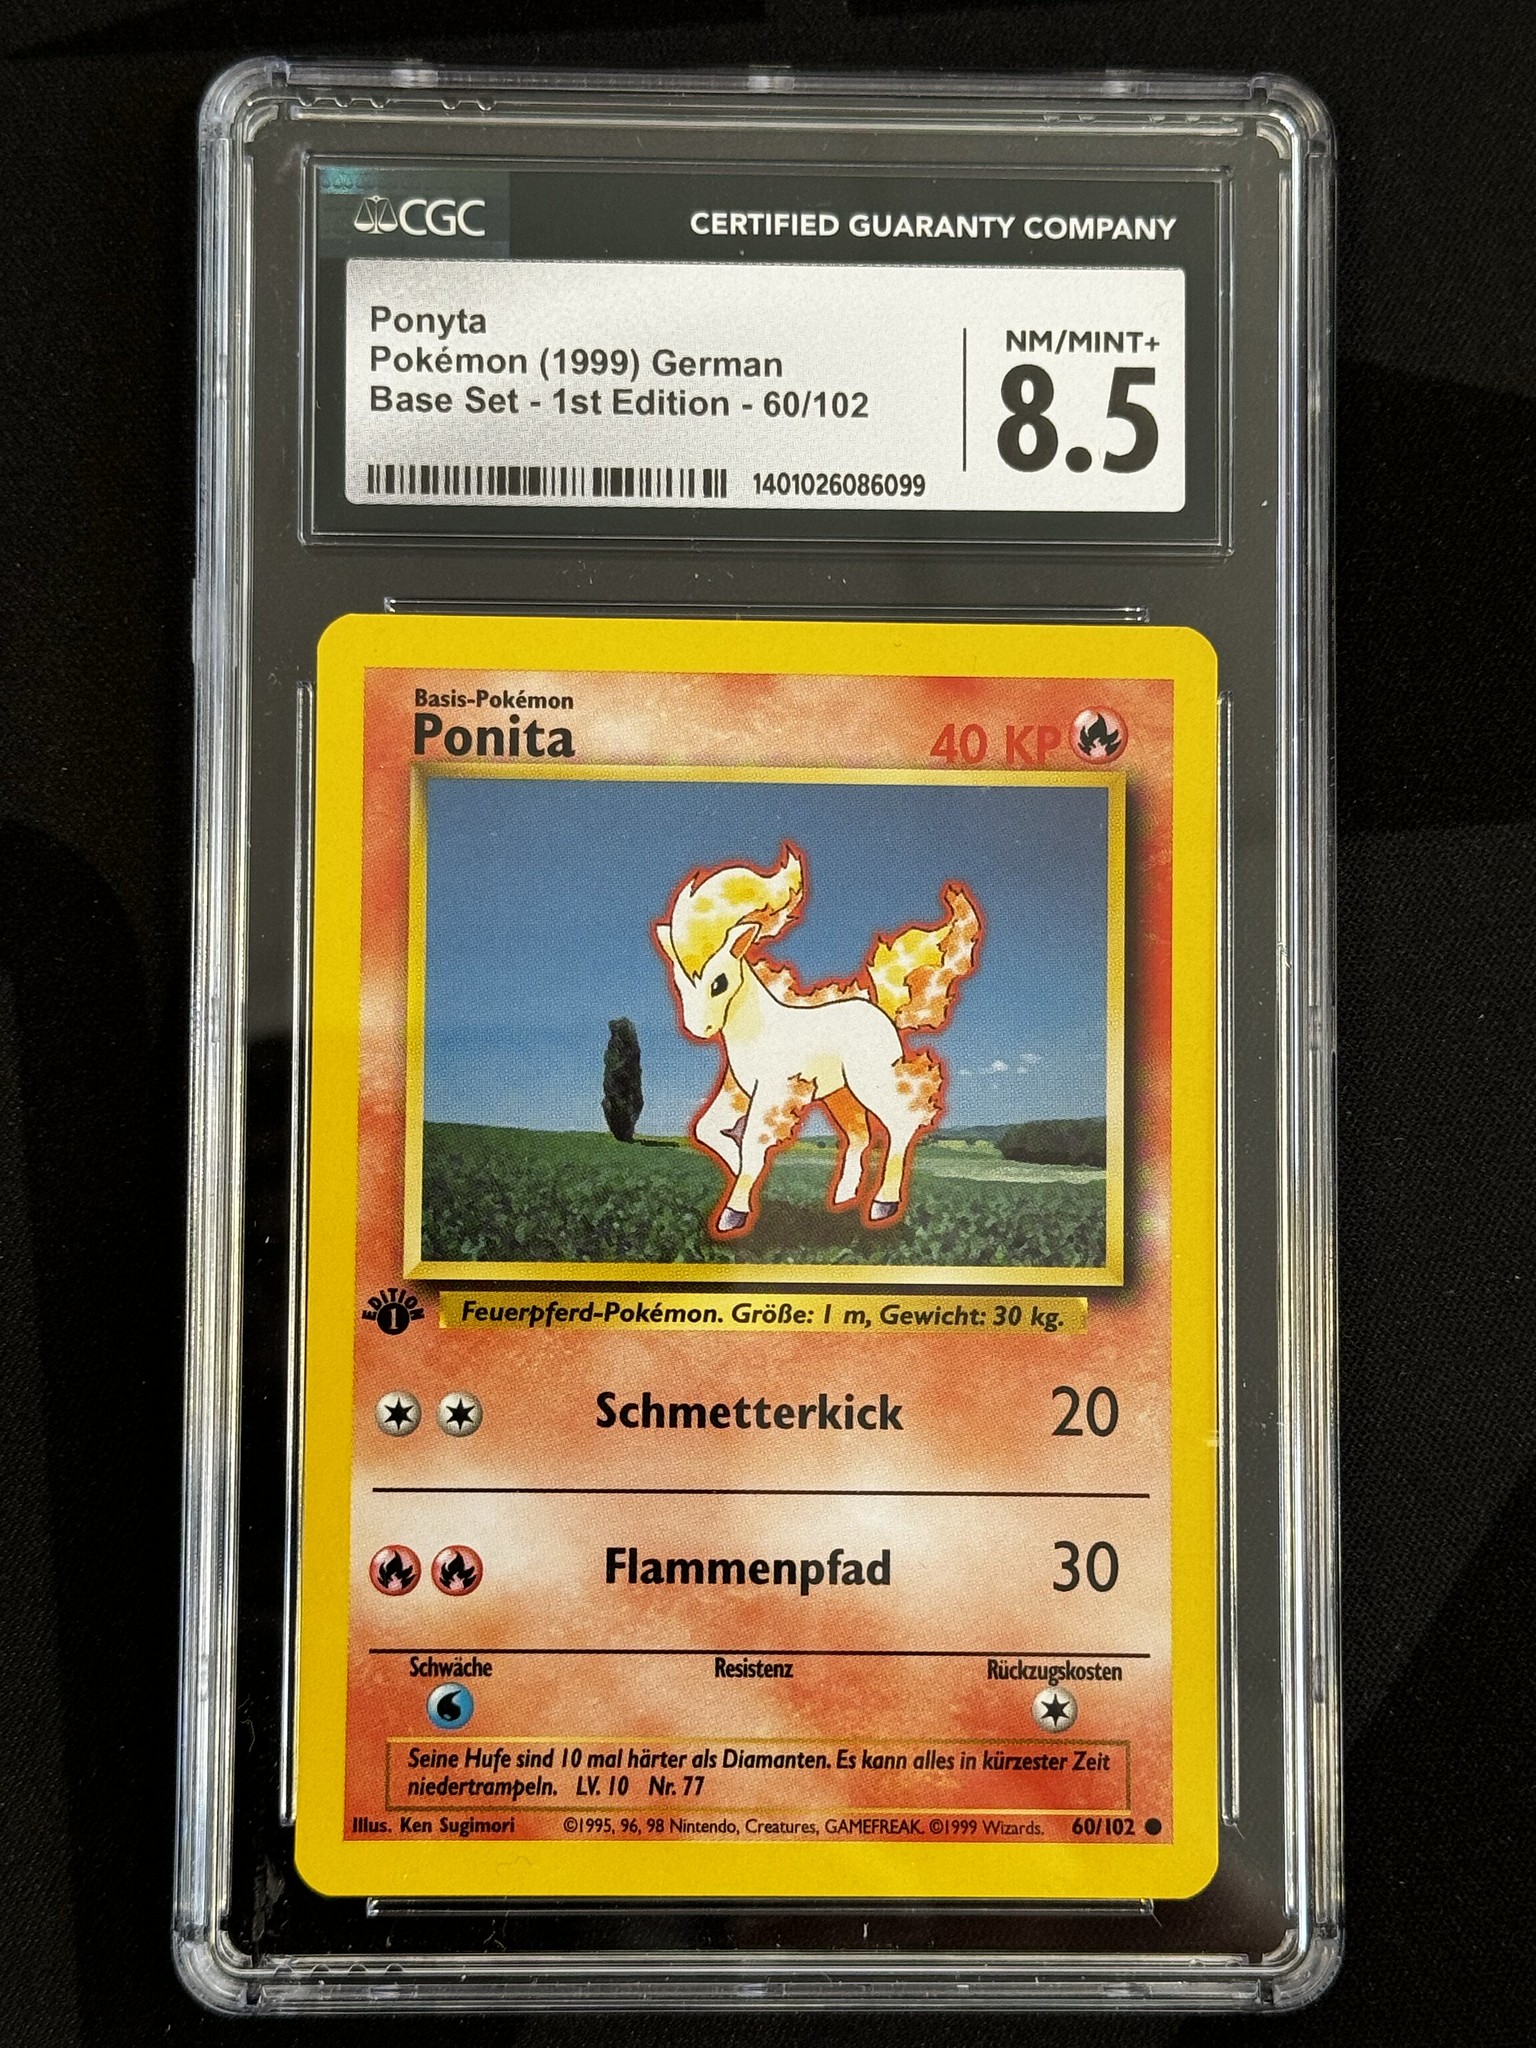 CGC
CERTIFIED GUARANTY COMPANY
Ponyta
Pokémon (1999) German
Base Set - 1st Edition - 60/102
NM/MINT+
8.5
1401026086099
Basis-Pokémon
Ponita
40 KP
EDITION
1
Feuerpferd-Pokémon. Größe: 1 m, Gewicht: 30 kg.
Schmetterkick 20
Flammenpfad 30
Schwäche Resistenz Rückzugskosten
Seine Hufe sind 10 mal härter als Diamanten. Es kann alles in kürzester Zeit
niedertrampeln. LV. 10 Nr. 77
Illus. Ken Sugimori ©1995, 96, 98 Nintendo, Creatures, GAMEFREAK. ©1999 Wizards. 60/102